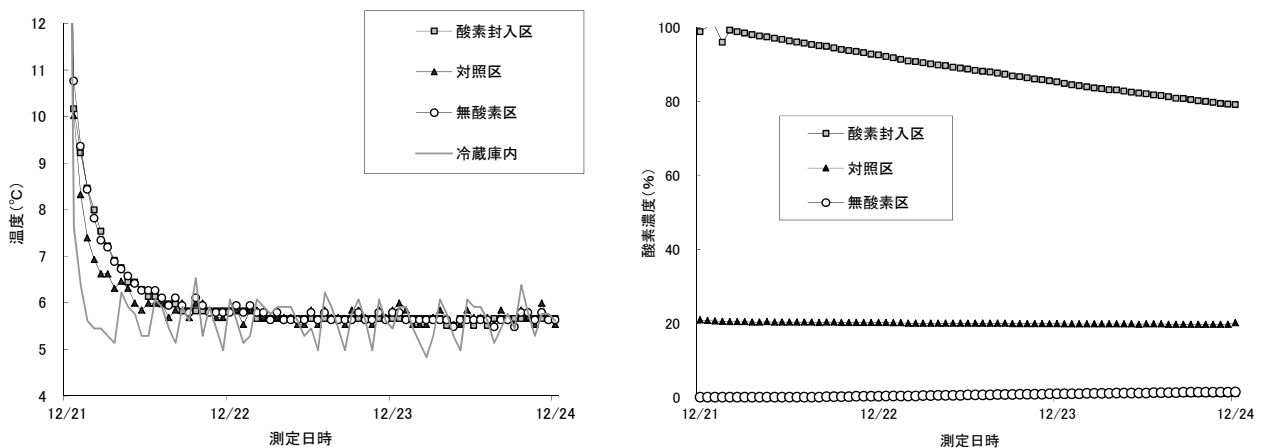 12
11
10
9
8
7
6
5
4
温度(℃)
12/21
12/22
12/23
12/24
測定日時
酸素封入区
対照区
無酸素区
冷蔵庫内
100
80
60
40
20
0
酸素濃度(%)
12/21
12/22
12/23
12/24
測定日時
酸素封入区
対照区
無酸素区